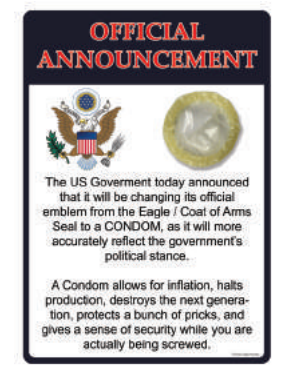 OFFICIAL
ANNOUNCEMENT
The US Goverment today announced
that it will be changing its official
emblem from the Eagle / Coat of Arms
Seal to a CONDOM, as it will more
accurately reflect the government's
political stance.
A Condom allows for inflation, halts
production, destroys the next genera-
tion, protects a bunch of pricks, and
gives a sense of security while you are
actually being screwed.